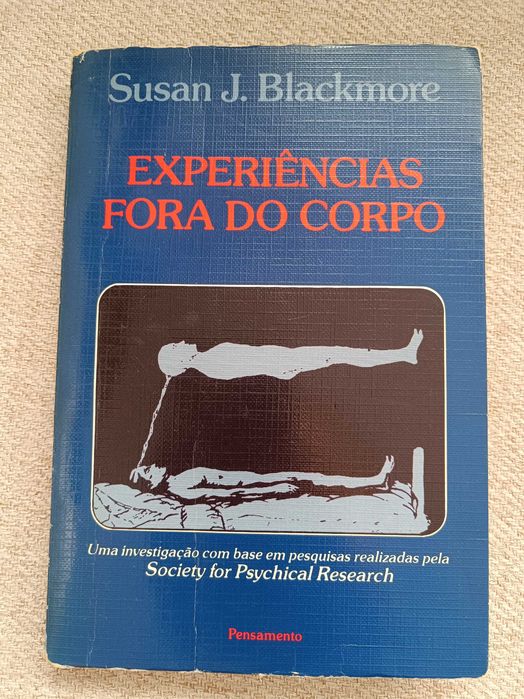 Susan J. Blackmore
EXPERIÊNCIAS
FORA DO CORPO
Uma investigação com base em pesquisas realizadas pela
Society for Psychical Research
Pensamento